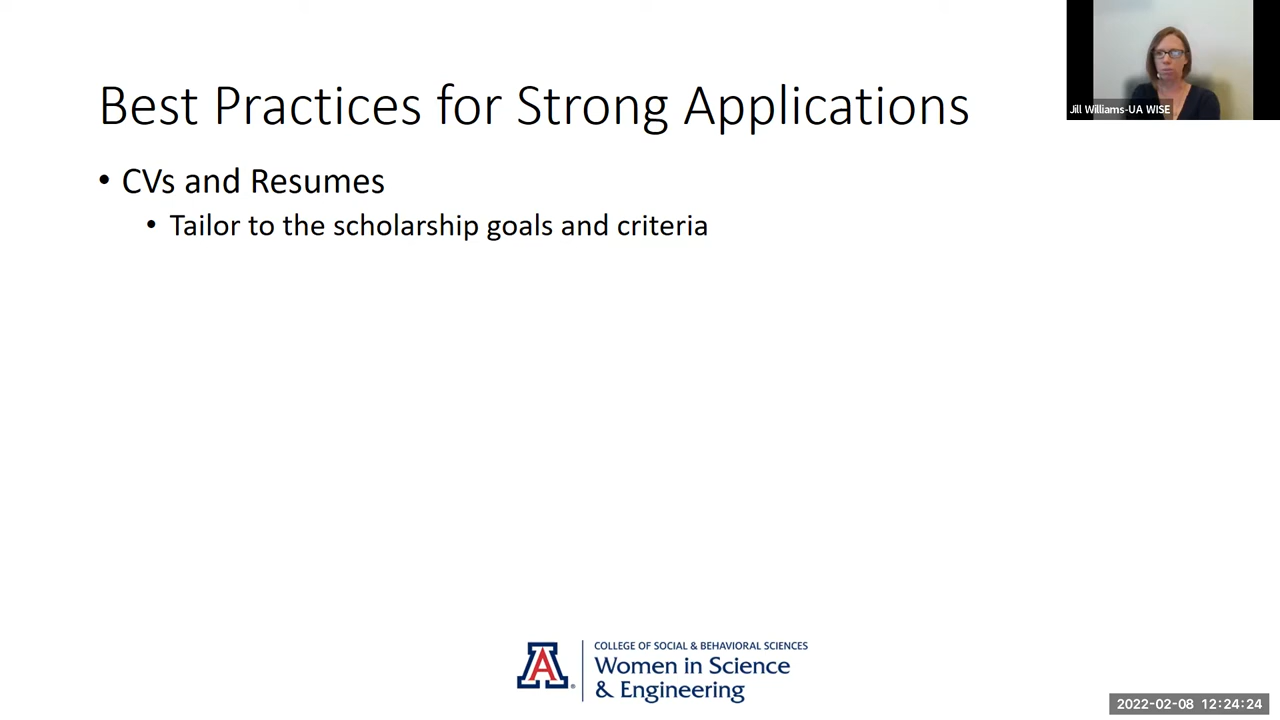 Best Practices for Strong Applications
Jill Williams-UA WISE
• CVs and Resumes
• Tailor to the scholarship goals and criteria
A
COLLEGE OF SOCIAL & BEHAVIORAL SCIENCES
Women in Science
& Engineering
2022-02-08 12:24:24